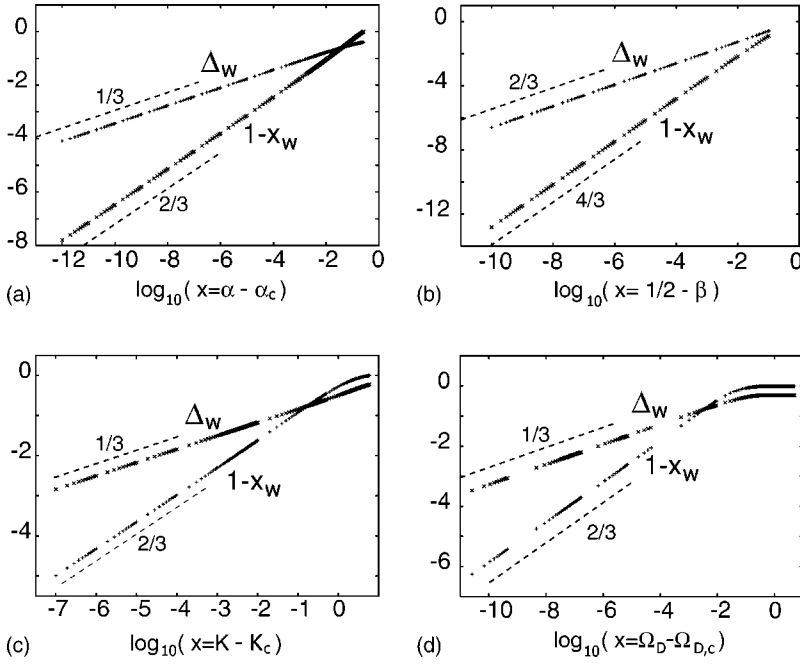 0
-2
-4
-6
-8
1/3
Δw
1-xw
2/3
-12 -10 -8 -6 -4 -2 0
(a) log10( x=α - αc)
0
-4
-8
-12
2/3
Δw
1-xw
4/3
-10 -8 -6 -4 -2 0
(b) log10( x= 1/2 - β)
0
-2
-4
1/3
Δw
1-xw
2/3
-7 -6 -5 -4 -3 -2 -1 0
(c) log10( x=K - Kc)
0
-2
-4
-6
1/3
Δw
1-xw
2/3
-10 -8 -6 -4 -2 0
(d) log10( x=ΩD-ΩD,c)